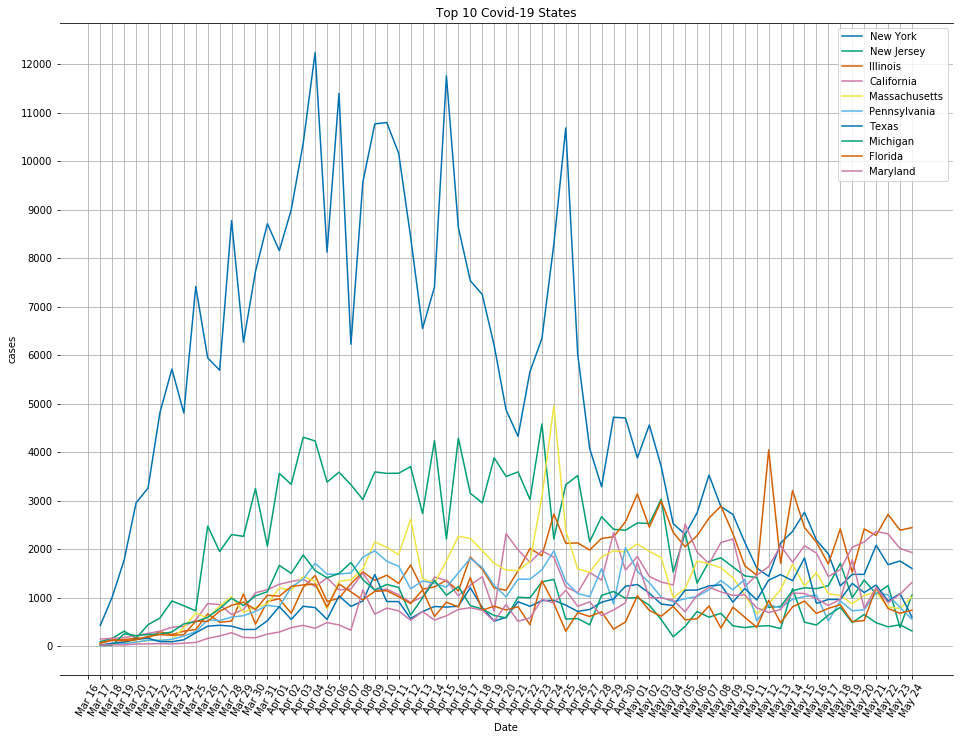 Top 10 Covid-19 States
New York
New Jersey
Illinois
California
Massachusetts
Pennsylvania
Texas
Michigan
Florida
Maryland
12000
11000
10000
9000
8000
7000
6000
5000
4000
3000
2000
1000
0
cases
Mar 16
Mar 17
Mar 18
Mar 19
Mar 20
Mar 21
Mar 22
Mar 23
Mar 24
Mar 25
Mar 26
Mar 27
Mar 28
Mar 29
Mar 30
Mar 31
Apr 01
Apr 02
Apr 03
Apr 04
Apr 05
Apr 06
Apr 07
Apr 08
Apr 09
Apr 10
Apr 11
Apr 12
Apr 13
Apr 14
Apr 15
Apr 16
Apr 17
Apr 18
Apr 19
Apr 20
Apr 21
Apr 22
Apr 23
Apr 24
Apr 25
Apr 26
Apr 27
Apr 28
Apr 29
Apr 30
May 01
May 02
May 03
May 04
May 05
May 06
May 07
May 08
May 09
May 10
May 11
May 12
May 13
May 14
May 15
May 16
May 17
May 18
May 19
May 20
May 21
May 22
May 23
May 24
Date